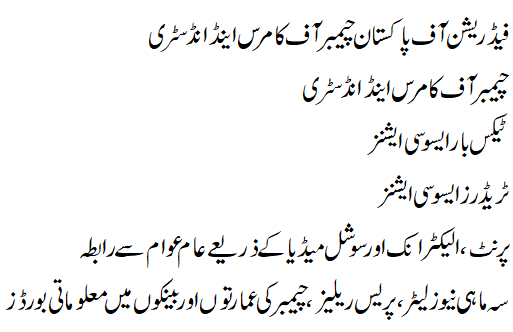 فیڈریشن آف پاکستان چیمبر آف کامرس اینڈ انڈسٹری
چیمبر آف کامرس اینڈ انڈسٹری
ٹیکس بار ایسوسی ایشنز
ٹریڈرز ایسوسی ایشنز
پرنٹ ،الیکٹرانک اور سوشل میڈیا کے ذریعے عام عوام سے رابطہ
سہ ماہی نیوز لیٹر، پریس ریلیز ،چیمبر کی عمارتوں اور بینکوں میں معلوماتی بورڈز